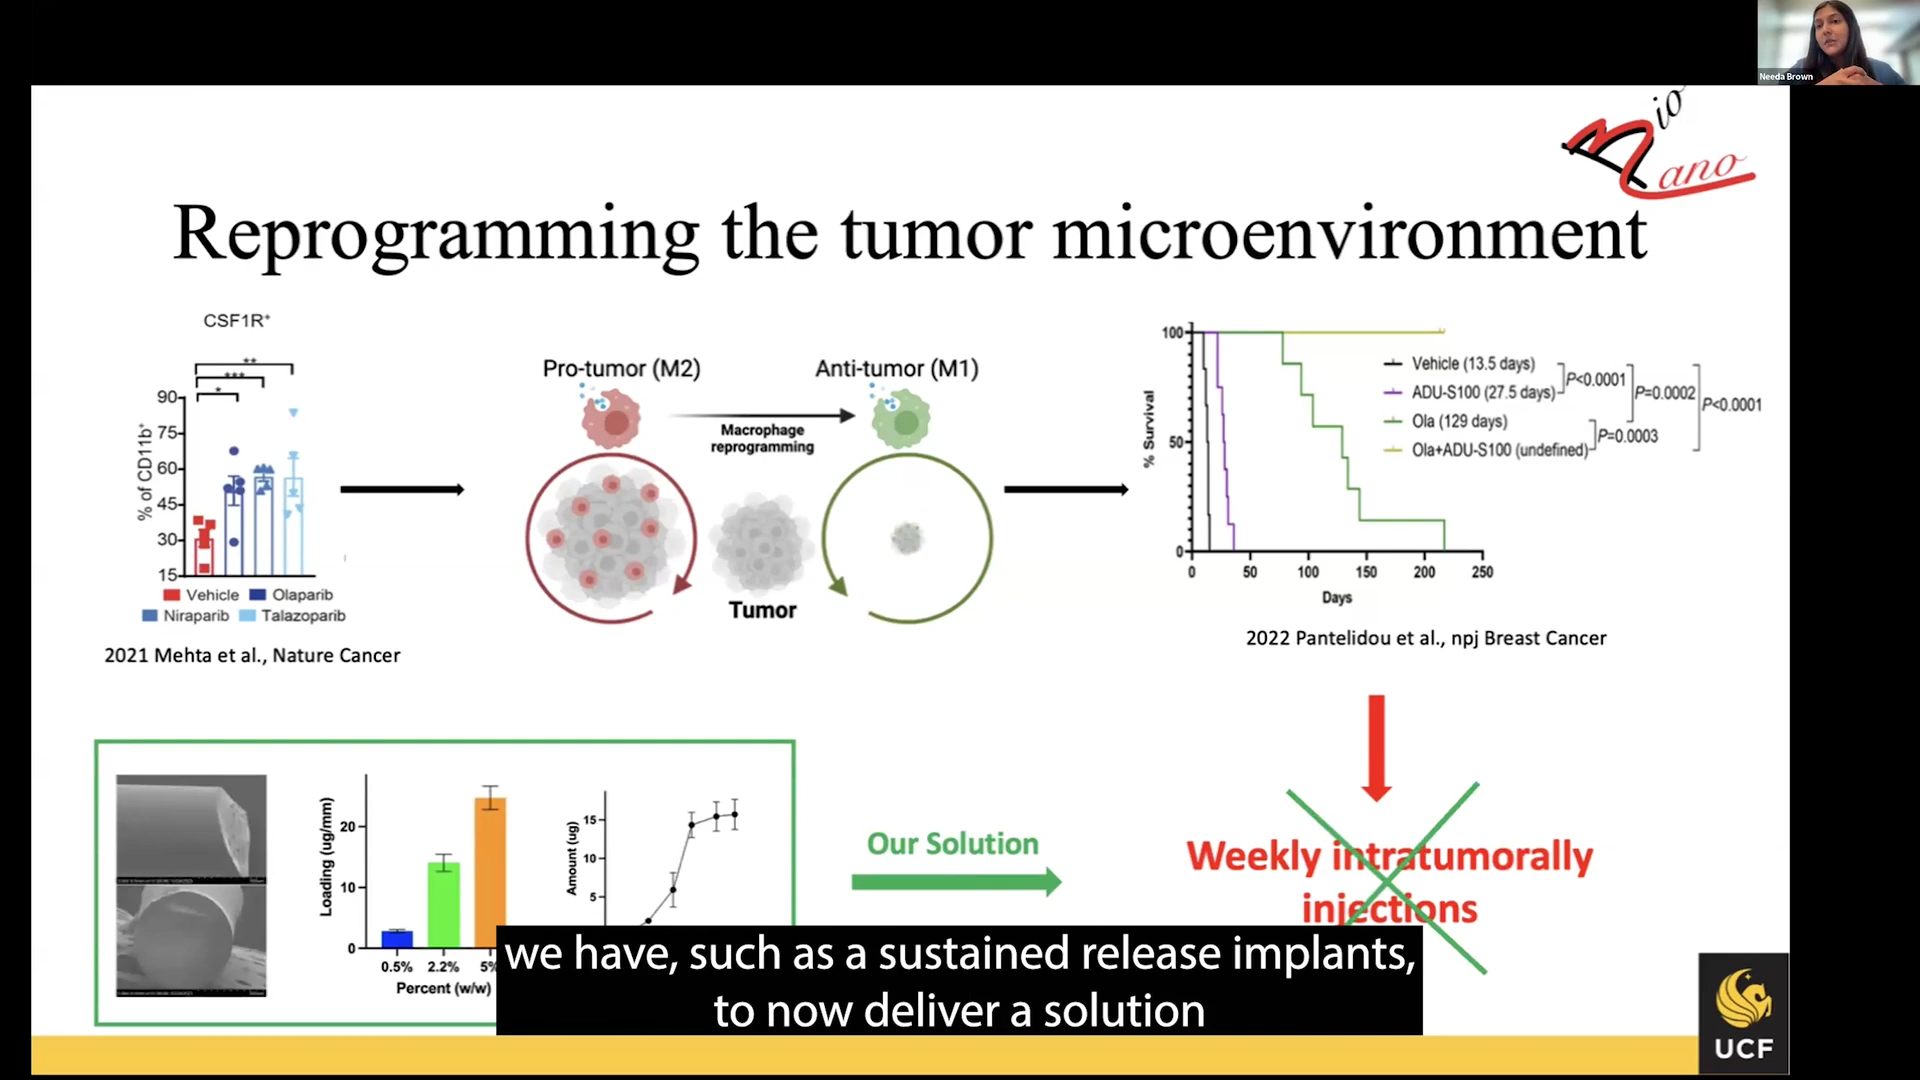 Needa Brown
io
ano
Reprogramming the tumor microenvironment
CSF1R+
**
***
*
% of CD11b+
90
75
60
45
30
15
Vehicle
Olaparib
Niraparib
Talazoparib
2021 Mehta et al., Nature Cancer
Pro-tumor (M2)
Anti-tumor (M1)
Macrophage
reprogramming
Tumor
% Survival
100
50
0
0 50 100 150 200 250
Days
Vehicle (13.5 days)
ADU-S100 (27.5 days)
Ola (129 days)
Ola+ADU-S100 (undefined)
P<0.0001
P=0.0002
P<0.0001
P=0.0003
2022 Pantelidou et al., npj Breast Cancer
Loading (ug/mm)
20
10
0
0.5% 2.2% 5%
Percent (w/w)
Amount (ug)
15
10
5
Our Solution
Weekly intratumorally
injections
we have, such as a sustained release implants,
to now deliver a solution
UCF